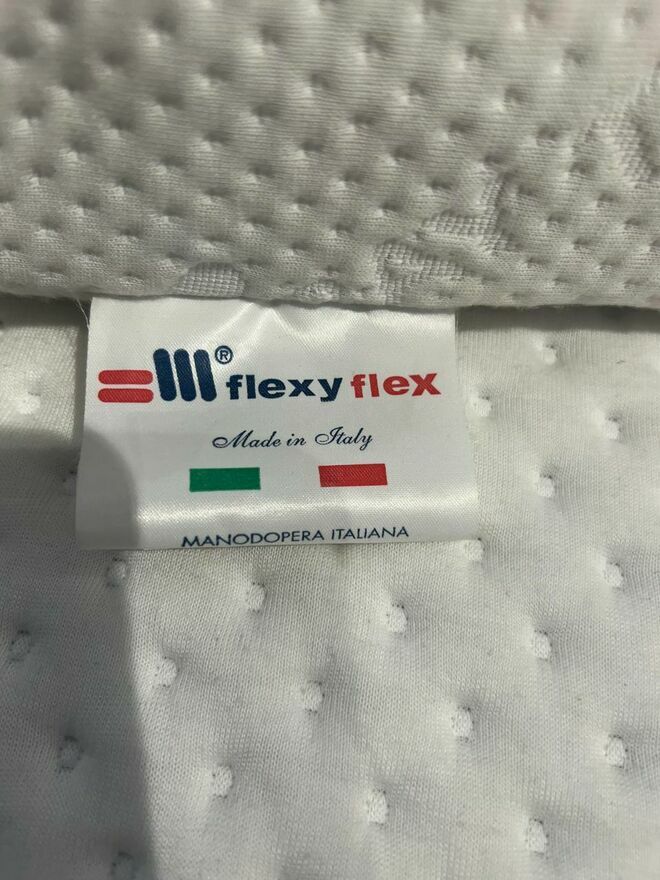 ® flexyflex
Made in Italy
MANODOPERA ITALIANA